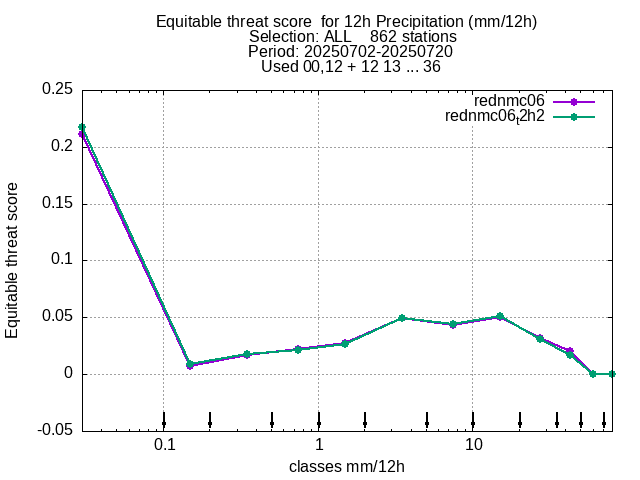 Equitable threat score  for 12h Precipitation (mm/12h)
Selection: ALL    862 stations
Period: 20250702-20250720
Used 00,12 + 12 13 ... 36
rednmc06
rednmc06t2h2
Equitable threat score
0.25
0.2
0.15
0.1
0.05
0
-0.05
0.1 1 10
classes mm/12h